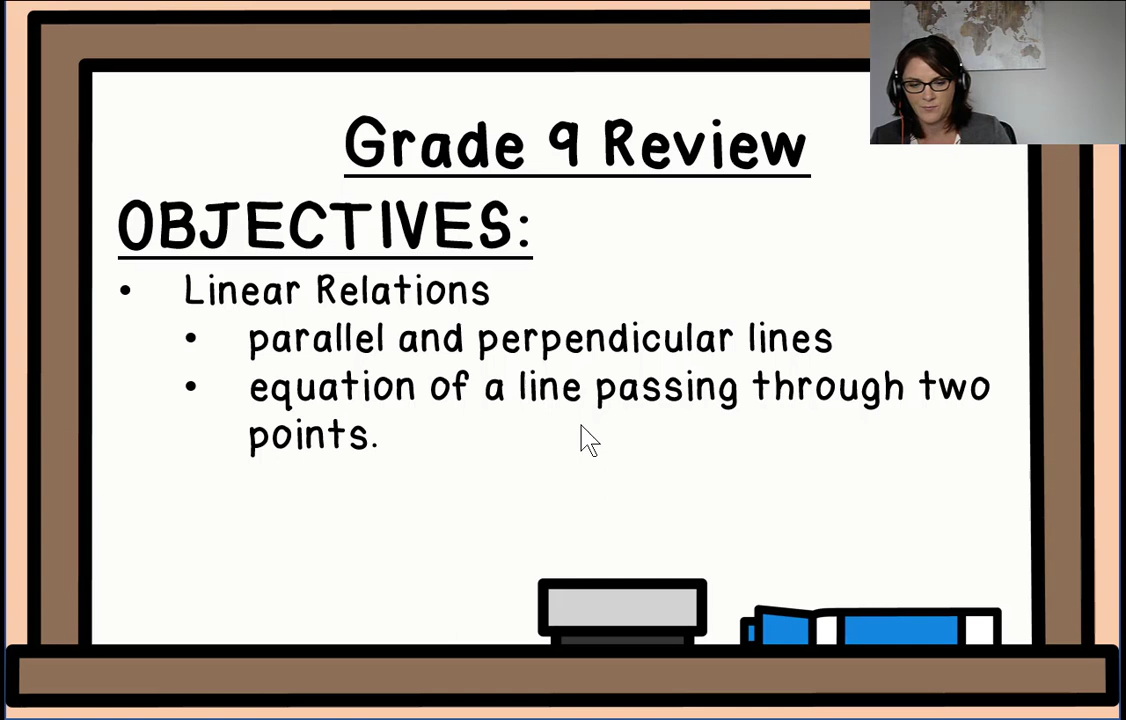 Grade 9 Review
OBJECTIVES:
• Linear Relations
• parallel and perpendicular lines
• equation of a line passing through two
points.